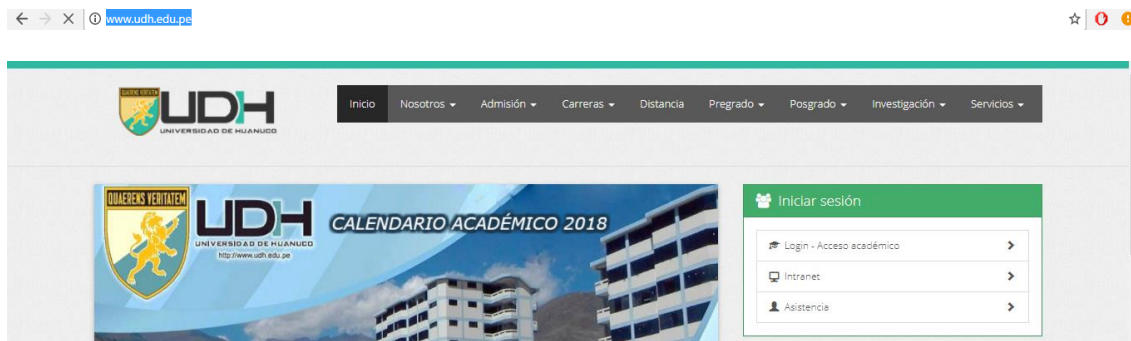 www.udh.edu.pe
UDH
UNIVERSIDAD DE HUANUCO
Inicio Nosotros Admisión Carreras Distancia Pregrado Posgrado Investigación Servicios
QUAERENS VERITATEM
UDH
UNIVERSIDAD DE HUANUCO
http://www.udh.edu.pe
CALENDARIO ACADÉMICO 2018
Iniciar sesión
Login - Acceso académico
Intranet
Asistencia